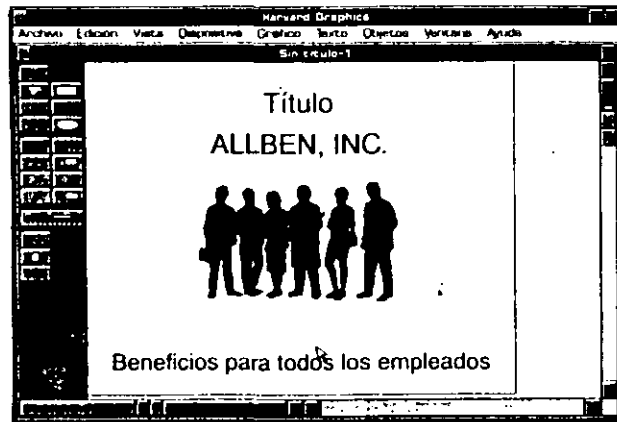 Harvard Graphics
Archivo Edición Vista Diapositiva Gráfico Texto Objetos Ventana Ayuda
Sin título-1
Título
ALLBEN, INC.
Beneficios para todos los empleados